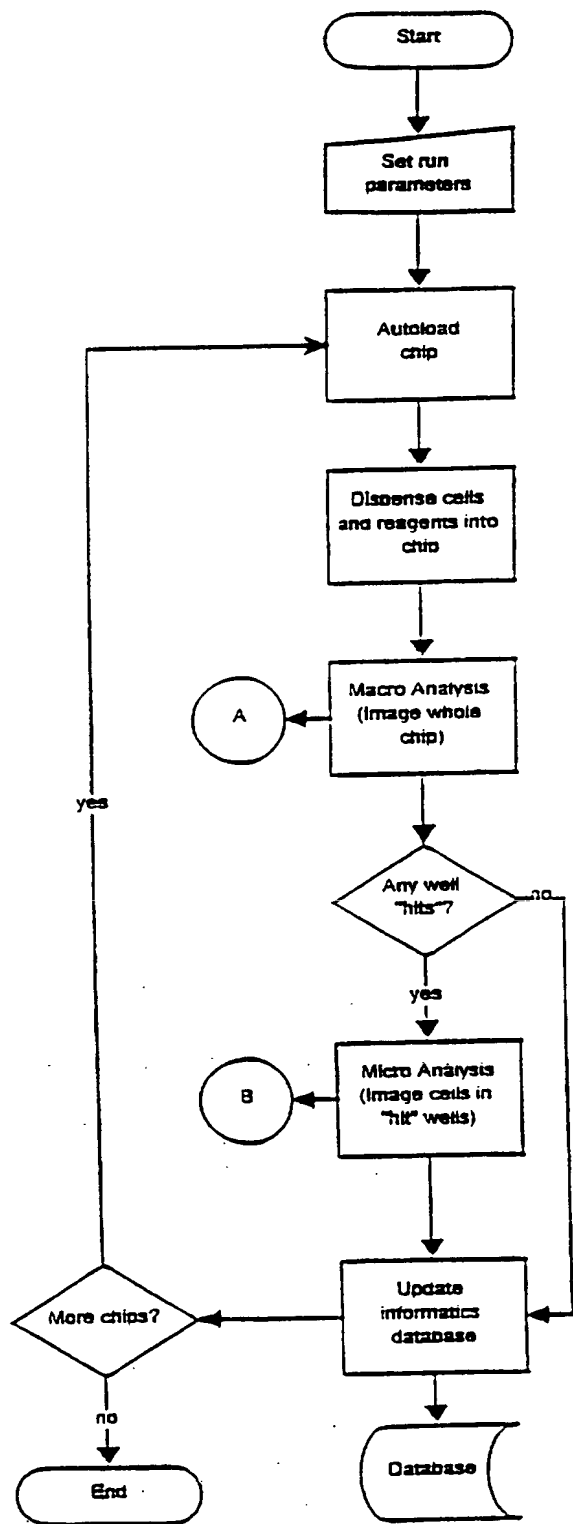 Start
Set run
parameters
Autoload
chip
Dispense cells
and reagents into
chip
A
Macro Analysis
(Image whole
chip)
yes
Any well
"hits"?
no
yes
B
Micro Analysis
(Image cells in
"hit" wells)
More chips?
Update
informatics
database
no
End
Database